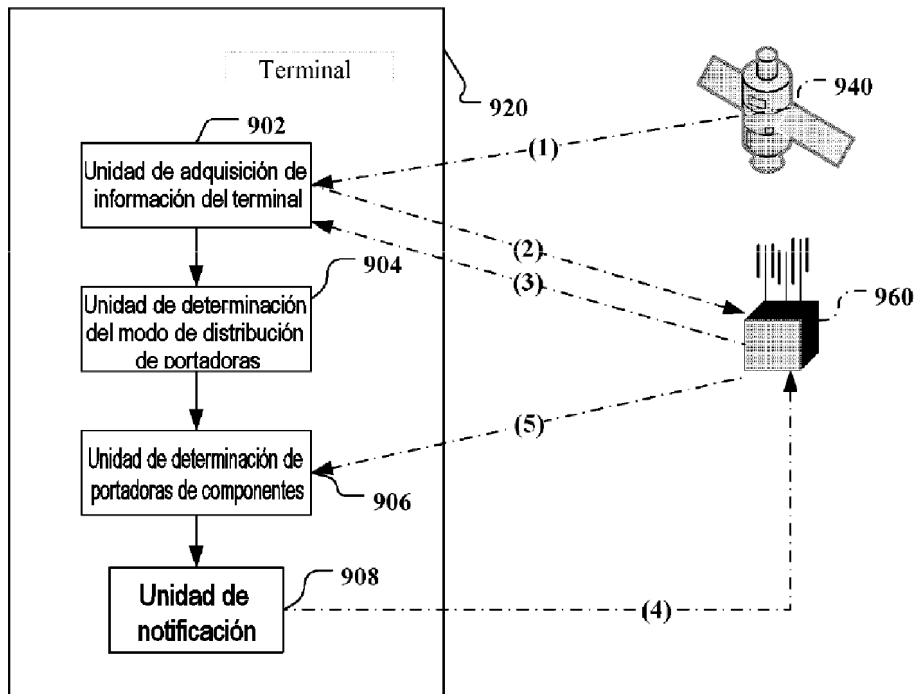 Terminal
920
940
902
(1)
Unidad de adquisición de
información del terminal
(2)
(3)
904
960
Unidad de determinación
del modo de distribución
de portadoras
(5)
Unidad de determinación de
portadoras de componentes
906
908
Unidad de
notificación
(4)